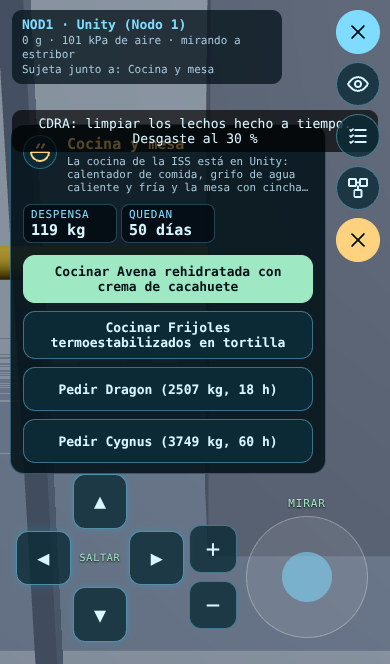 NOD1 · Unity (Nodo 1)
0 g · 101 kPa de aire · mirando a
estribor
Sujeta junto a: Cocina y mesa
CDRA: limpiar los lechos hecho a tiempo.
Desgaste al 30 %
Cocina y mesa
La cocina de la ISS está en Unity:
calentador de comida, grifo de agua
caliente y fría y la mesa con cincha…
DESPENSA
119 kg
QUEDAN
50 días
Cocinar Avena rehidratada con
crema de cacahuete
Cocinar Frijoles
termoestabilizados en tortilla
Pedir Dragon (2507 kg, 18 h)
Pedir Cygnus (3749 kg, 60 h)
MIRAR
SALTAR